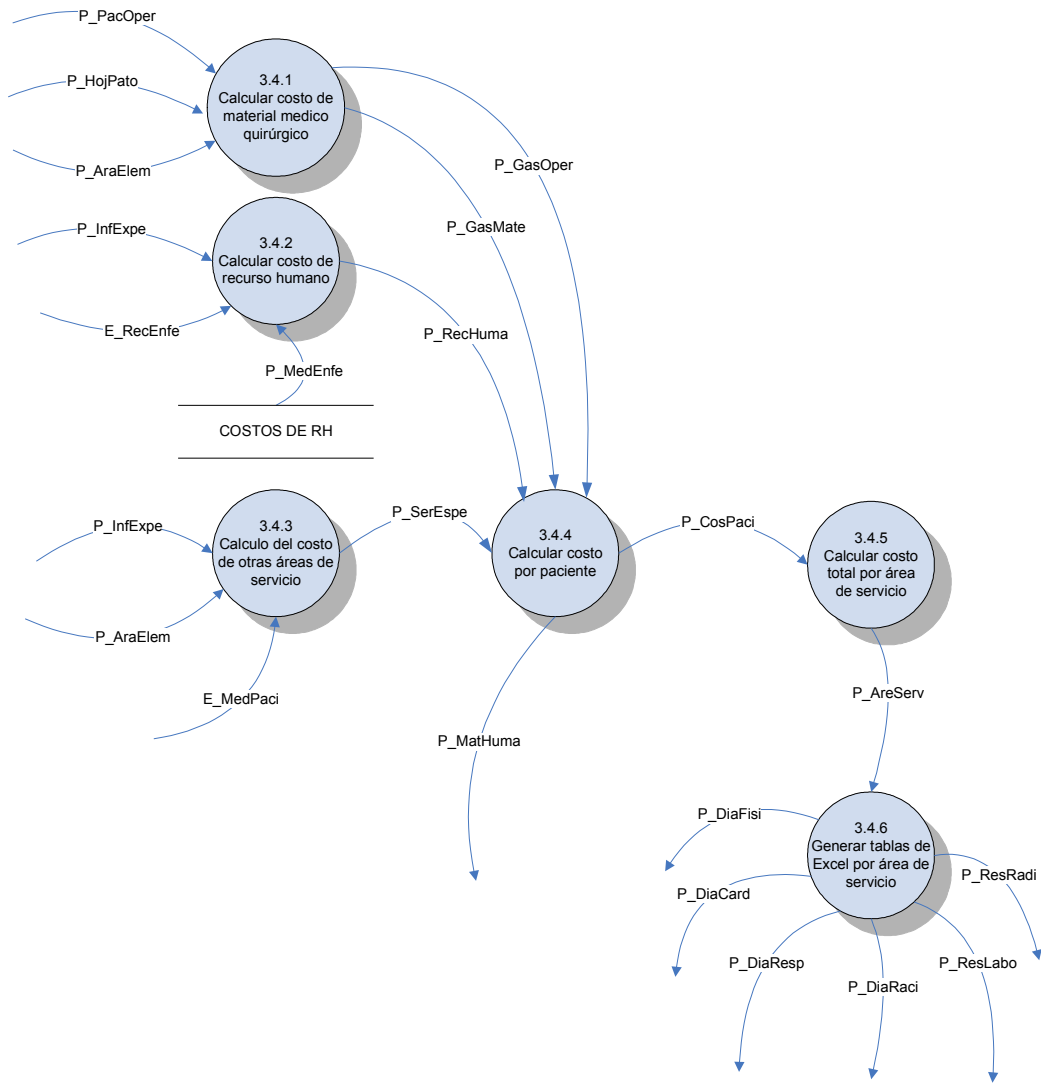 P_PacOper
P_HojPato
P_AraElem
3.4.1
Calcular costo de
material medico
quirúrgico
P_GasOper
P_GasMate
P_InfExpe
E_RecEnfe
3.4.2
Calcular costo de
recurso humano
P_RecHuma
P_MedEnfe
COSTOS DE RH
P_InfExpe
P_AraElem
E_MedPaci
3.4.3
Calculo del costo
de otras áreas de
servicio
P_SerEspe
3.4.4
Calcular costo
por paciente
P_CosPaci
P_MatHuma
3.4.5
Calcular costo
total por área
de servicio
P_AreServ
3.4.6
Generar tablas de
Excel por área de
servicio
P_DiaFisi
P_DiaCard
P_DiaResp
P_DiaRaci
P_ResLabo
P_ResRadi